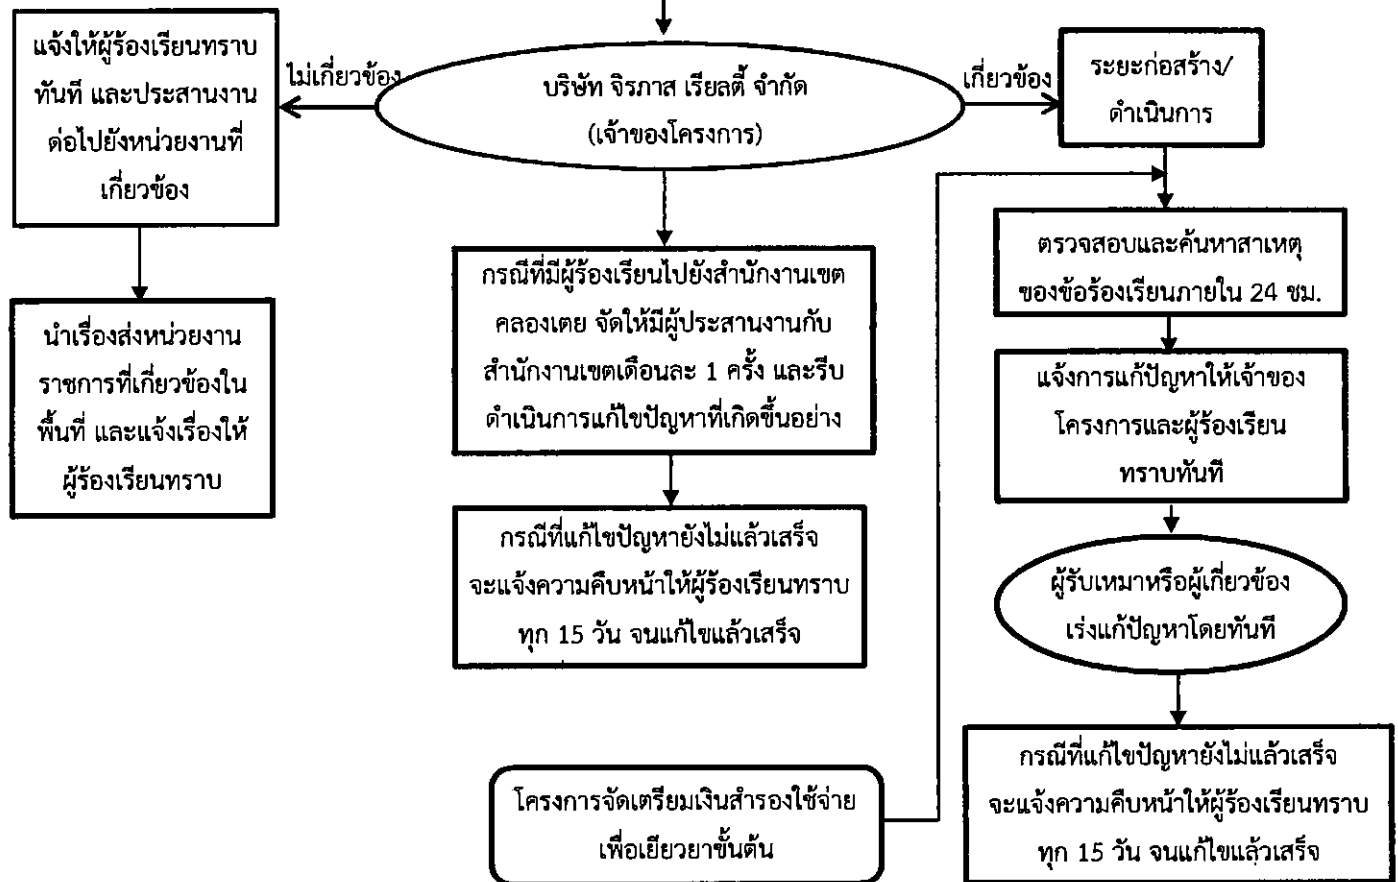 แจ้งให้ผู้ร้องเรียนทราบ
ทันที และประสานงาน
ต่อไปยังหน่วยงานที่
เกี่ยวข้อง
ไม่เกี่ยวข้อง
บริษัท จิรภาส เรียลตี้ จำกัด
(เจ้าของโครงการ)
เกี่ยวข้อง
ระยะก่อสร้าง/
ดำเนินการ
นำเรื่องส่งหน่วยงาน
ราชการที่เกี่ยวข้องใน
พื้นที่ และแจ้งเรื่องให้
ผู้ร้องเรียนทราบ
กรณีที่มีผู้ร้องเรียนไปยังสำนักงานเขต
คลองเตย จัดให้มีผู้ประสานงานกับ
สำนักงานเขตเดือนละ 1 ครั้ง และรีบ
ดำเนินการแก้ไขปัญหาที่เกิดขึ้นอย่าง
กรณีที่แก้ไขปัญหายังไม่แล้วเสร็จ
จะแจ้งความคืบหน้าให้ผู้ร้องเรียนทราบ
ทุก 15 วัน จนแก้ไขแล้วเสร็จ
โครงการจัดเตรียมเงินสำรองใช้จ่าย
เพื่อเยียวยาขั้นต้น
ตรวจสอบและค้นหาสาเหตุ
ของข้อร้องเรียนภายใน 24 ชม.
แจ้งการแก้ปัญหาให้เจ้าของ
โครงการและผู้ร้องเรียน
ทราบทันที
ผู้รับเหมาหรือผู้เกี่ยวข้อง
เร่งแก้ปัญหาโดยทันที
กรณีที่แก้ไขปัญหายังไม่แล้วเสร็จ
จะแจ้งความคืบหน้าให้ผู้ร้องเรียนทราบ
ทุก 15 วัน จนแก้ไขแล้วเสร็จ